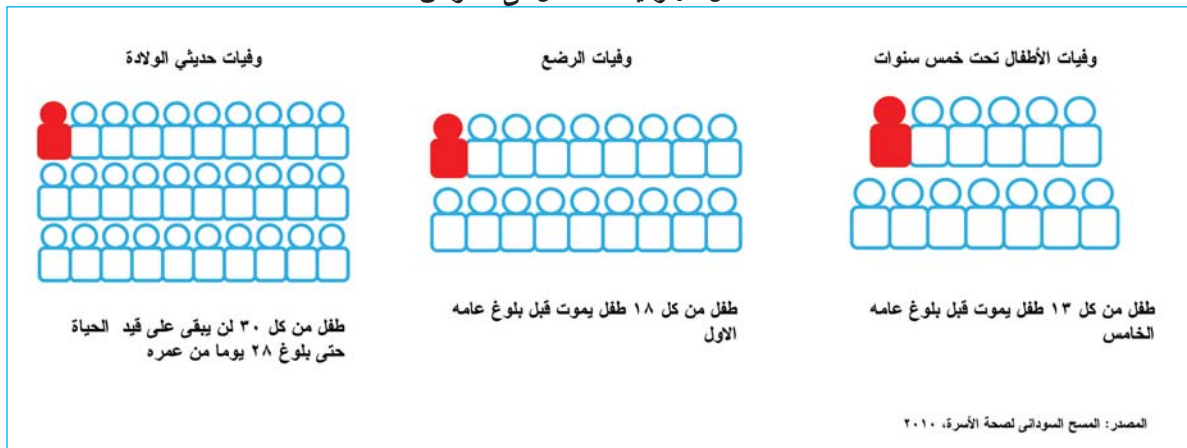 وفيات الأطفال تحت خمس سنوات
وفيات الرضع
وفيات حديثي الولادة
طفل من كل ١٣ طفل يموت قبل بلوغ عامه
الخامس
طفل من كل ١٨ طفل يموت قبل بلوغ عامه
الاول
طفل من كل ٣٠ لن يبقى على قيد الحياة
حتى بلوغ ٢٨ يوما من عمره
المصدر: المسح السوداني لصحة الأسرة، ٢٠١٠